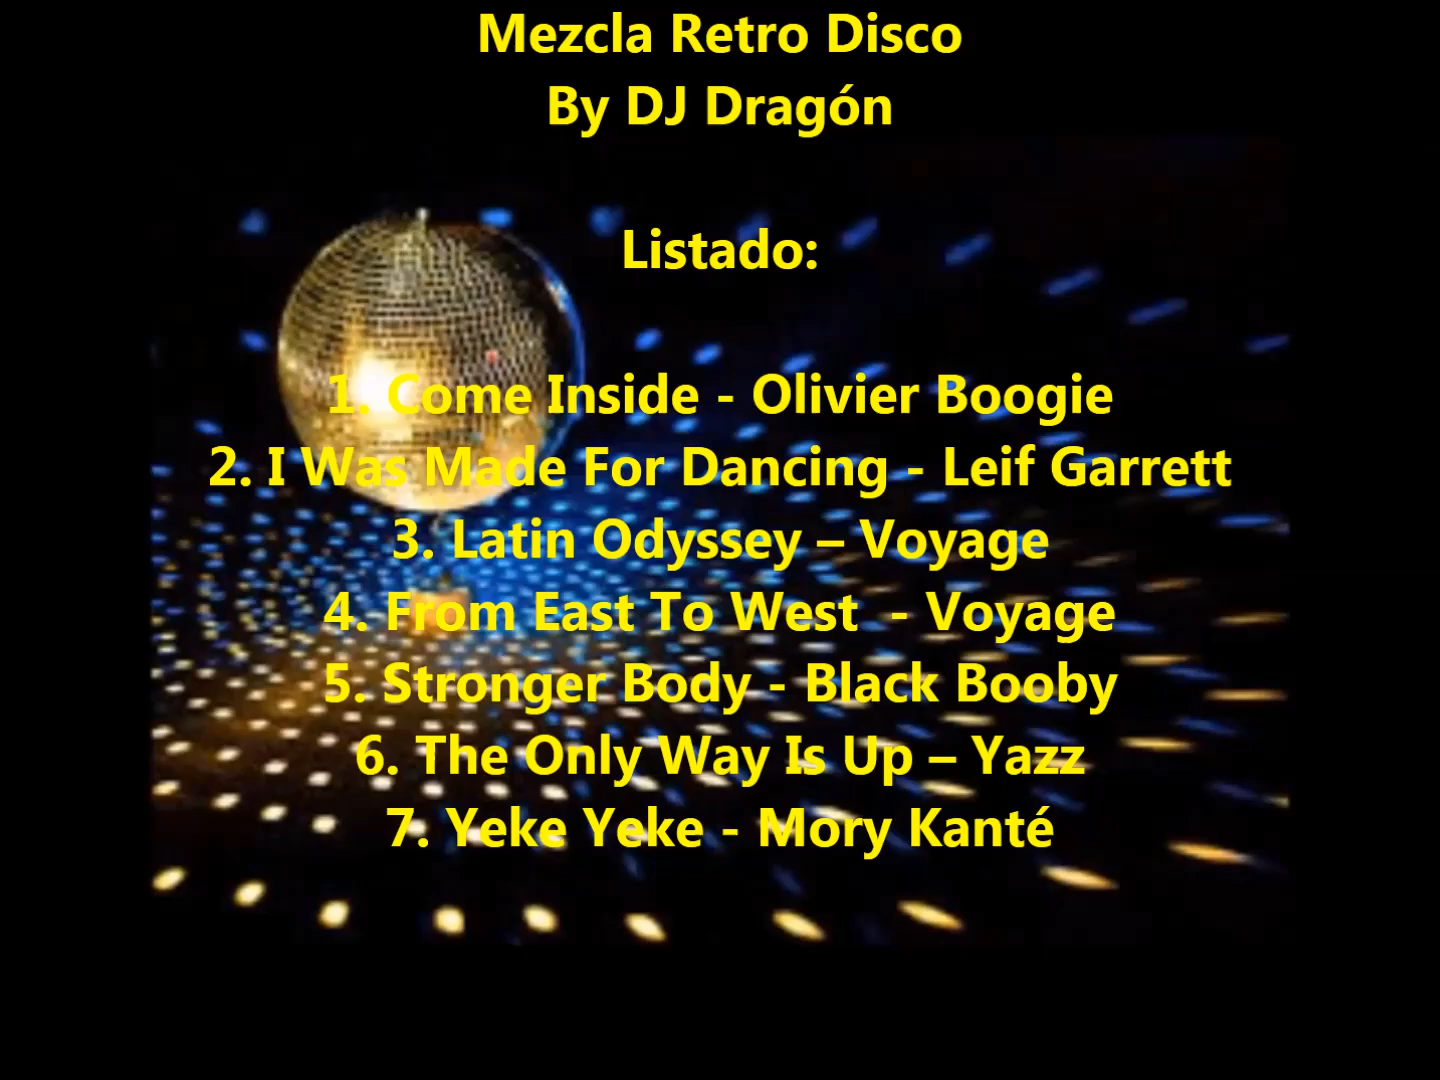 Mezcla Retro Disco
By DJ Dragón
Listado:
1. Come Inside - Olivier Boogie
2. I Was Made For Dancing - Leif Garrett
3. Latin Odyssey – Voyage
4. From East To West  - Voyage
5. Stronger Body - Black Booby
6. The Only Way Is Up – Yazz
7. Yeke Yeke - Mory Kanté